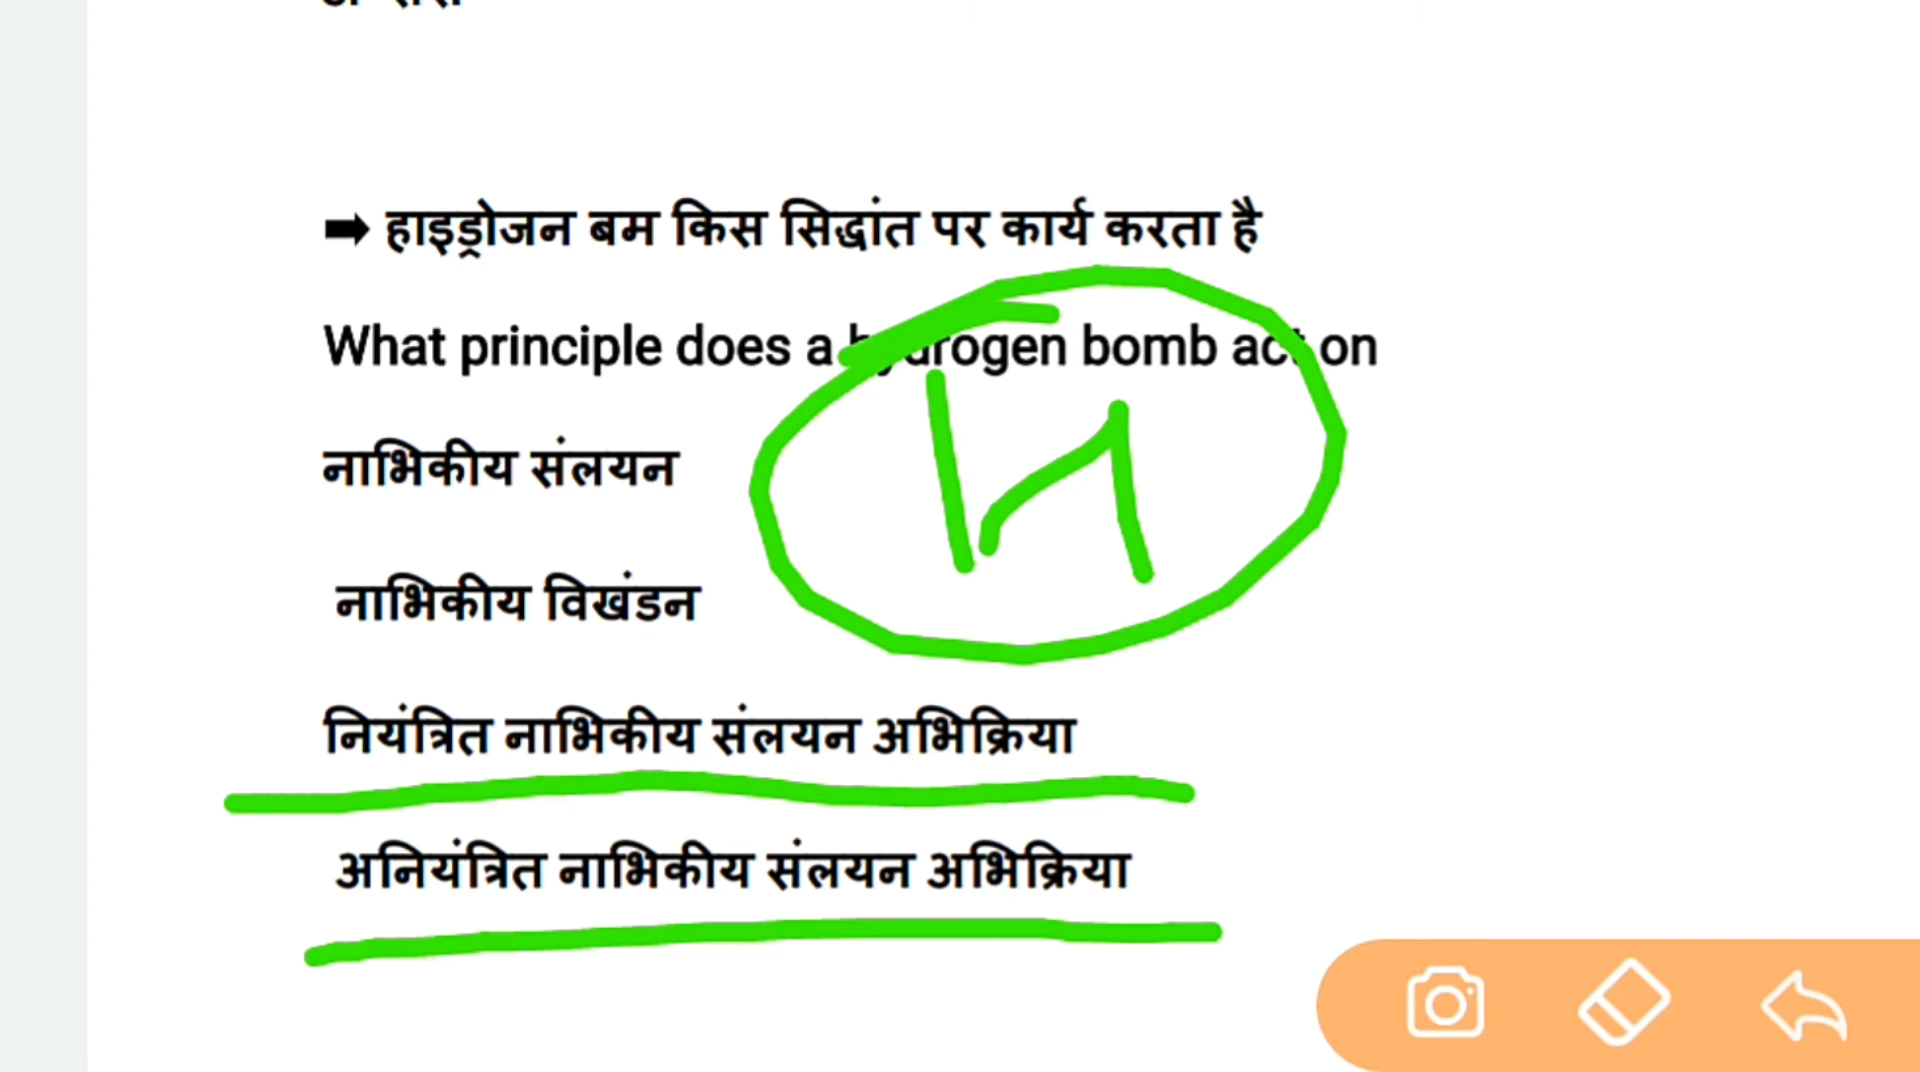 ➡ हाइड्रोजन बम किस सिद्धांत पर कार्य करता है
What principle does a hydrogen bomb act on
नाभिकीय संलयन
नाभिकीय विखंडन
नियंत्रित नाभिकीय संलयन अभिक्रिया
अनियंत्रित नाभिकीय संलयन अभिक्रिया